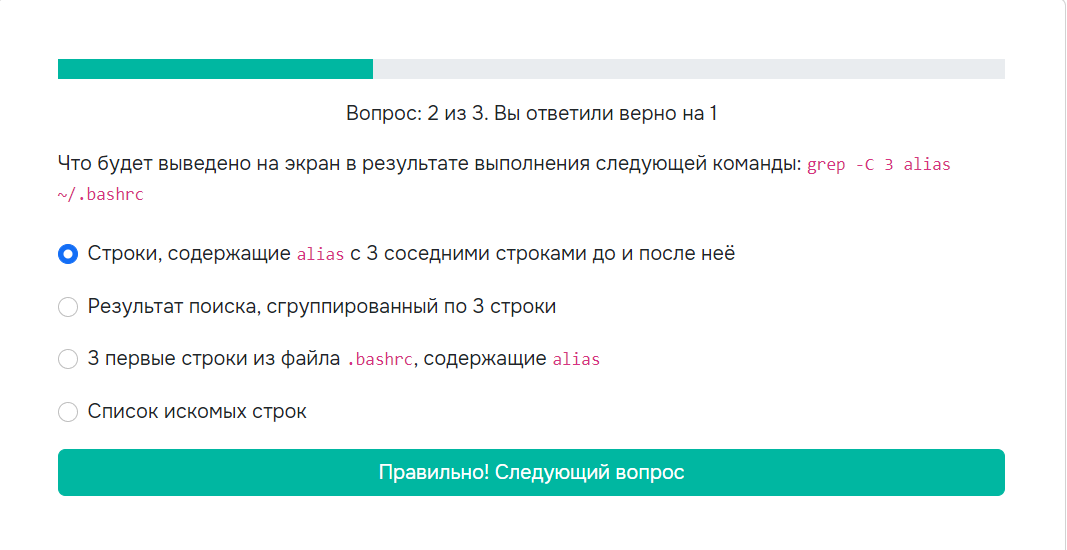 Вопрос: 2 из 3. Вы ответили верно на 1
Что будет выведено на экран в результате выполнения следующей команды: grep -C 3 alias
~/.bashrc
Строки, содержащие alias с 3 соседними строками до и после неё
Результат поиска, сгруппированный по 3 строки
3 первые строки из файла .bashrc, содержащие alias
Список искомых строк
Правильно! Следующий вопрос